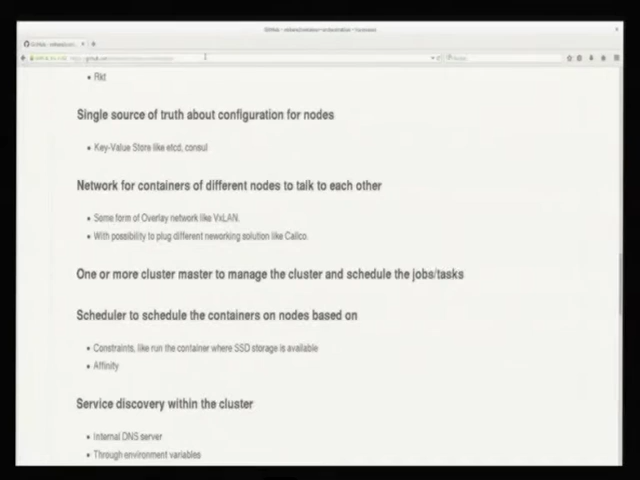 Rkt
Single source of truth about configuration for nodes
Key-Value Store like etcd, consul
Network for containers of different nodes to talk to each other
Some form of Overlay network like VxLAN.
With possibility to plug different neworking solution like Calico.
One or more cluster master to manage the cluster and schedule the jobs/tasks
Scheduler to schedule the containers on nodes based on
Constraints, like run the container where SSD storage is available
Affinity
Service discovery within the cluster
Internal DNS server
Through environment variables